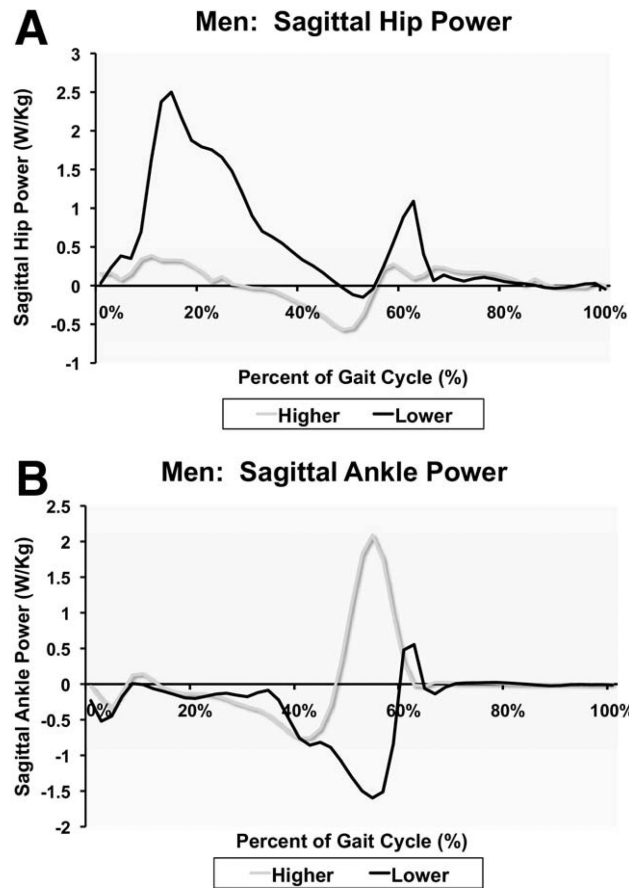 A
Men: Sagittal Hip Power
Sagittal Hip Power (W/Kg)
3
2.5
2
1.5
1
0.5
0
-0.5
-1
0% 20% 40% 60% 80% 100%
Percent of Gait Cycle (%)
Higher Lower
B
Men: Sagittal Ankle Power
Sagittal Ankle Power (W/Kg)
2.5
2
1.5
1
0.5
0
-0.5
-1
-1.5
-2
0% 20% 40% 60% 80% 100%
Percent of Gait Cycle (%)
Higher Lower